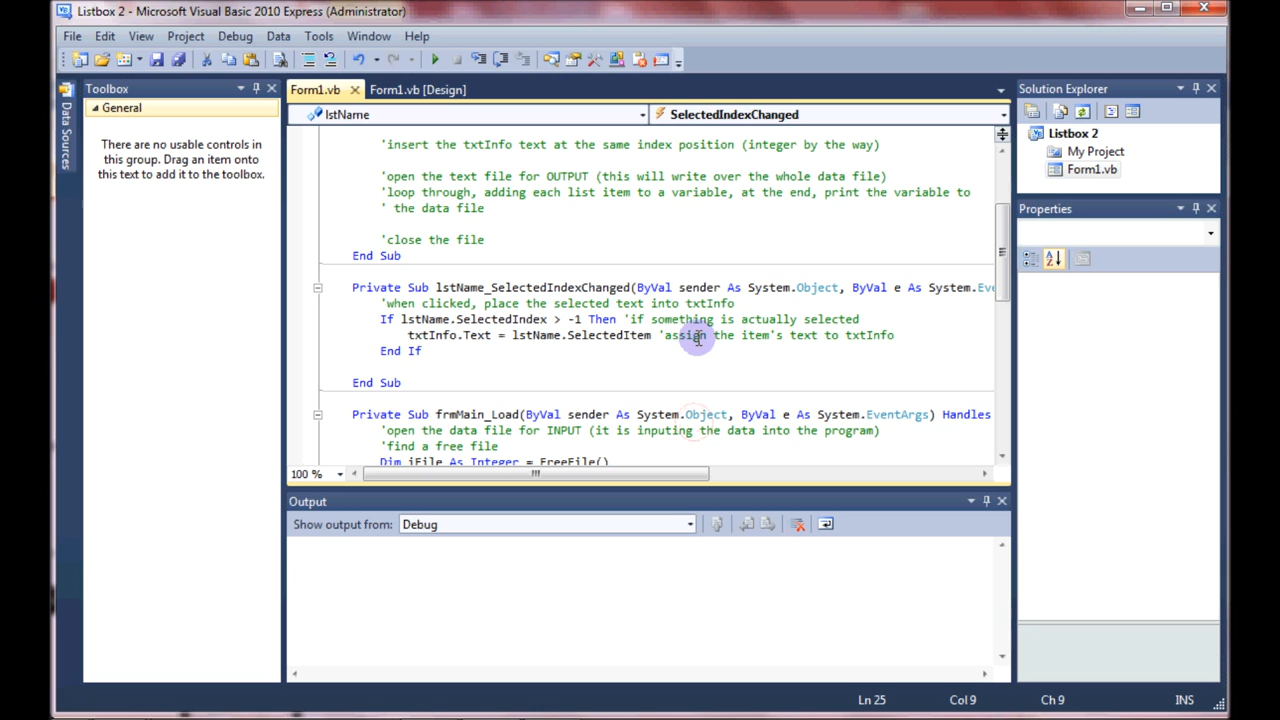 Listbox 2 - Microsoft Visual Basic 2010 Express (Administrator)
File Edit View Project Debug Data Tools Window Help
Toolbox
General
There are no usable controls in
this group. Drag an item onto
this text to add it to the toolbox.
Data Sources
Form1.vb
Form1.vb [Design]
lstName
SelectedIndexChanged
'insert the txtInfo text at the same index position (integer by the way)
'open the text file for OUTPUT (this will write over the whole data file)
'loop through, adding each list item to a variable, at the end, print the variable to
' the data file
'close the file
End Sub
Private Sub lstName_SelectedIndexChanged(ByVal sender As System.Object, ByVal e As System.Eve
'when clicked, place the selected text into txtInfo
If lstName.SelectedIndex > -1 Then 'if something is actually selected
txtInfo.Text = lstName.SelectedItem 'assign the item's text to txtInfo
End If
End Sub
Private Sub frmMain_Load(ByVal sender As System.Object, ByVal e As System.EventArgs) Handles
'open the data file for INPUT (it is inputing the data into the program)
'find a free file
Dim iFile As Integer = FreeFile()
100 %
Output
Show output from: Debug
Solution Explorer
Listbox 2
My Project
Form1.vb
Properties
Ln 25 Col 9 Ch 9 INS